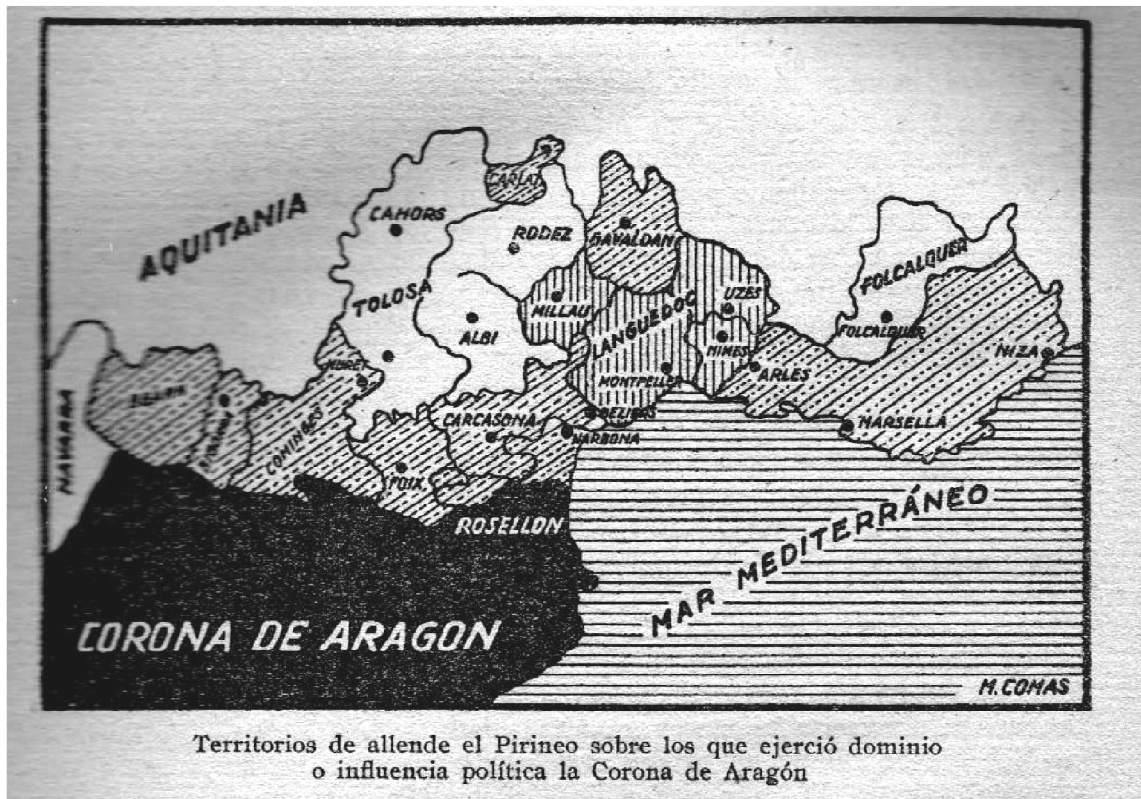 AQUITANIA
CARLAT
CAHORS
RODEZ
GAVALDAN
FOLCALQUER
TOLOSA
MILLAU
LANGUEDOC
UZES
ALBI
NIMES
FOLCALQUER
NIZA
MURET
MONTPELLER
ARLES
NAVARRA
BEARN
COMINGES
CARCASONA
BEZIERS
NARBONA
MARSELLA
FOIX
ROSELLON
MAR MEDITERRÁNEO
CORONA DE ARAGON
M. COMAS
Territorios de allende el Pirineo sobre los que ejerció dominio
o influencia política la Corona de Aragón